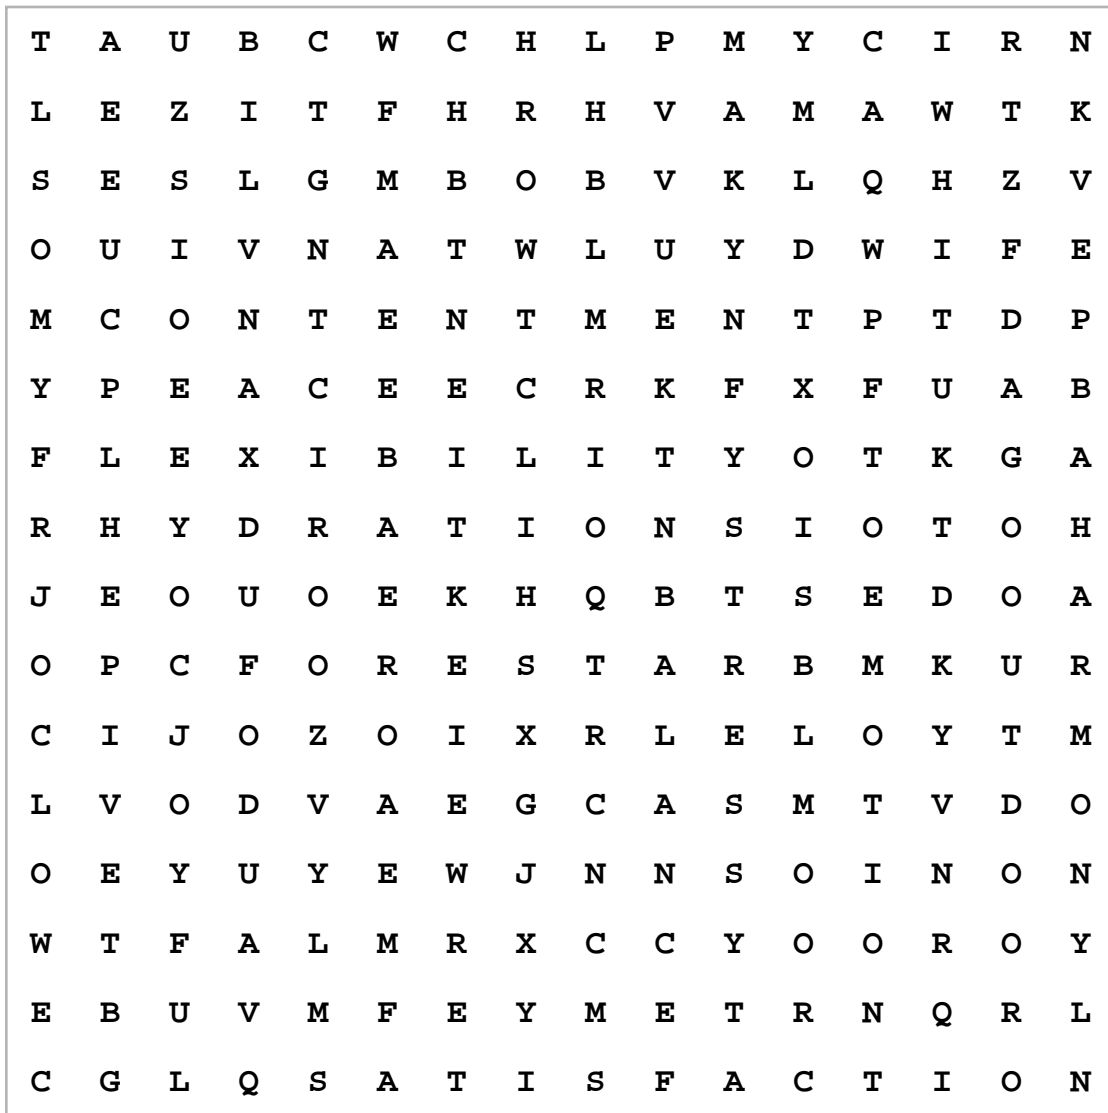 T A U B C W C H L P M Y C I R N
L E Z I T F H R H V A M A W T K
S E S L G M B O B V K L Q H Z V
O U I V N A T W L U Y D W I F E
M C O N T E N T M E N T P T D P
Y P E A C E E C R K F X F U A B
F L E X I B I L I T Y O T K G A
R H Y D R A T I O N S I O T O H
J E O U O E K H Q B T S E D O A
O P C F O R E S T A R B M K U R
C I J O Z O I X R L E L O Y T M
L V O D V A E G C A S M T V D O
O E Y U Y E W J N N S O I N O N
W T F A L M R X C C Y O O R O Y
E B U V M F E Y M E T R N Q R L
C G L Q S A T I S F A C T I O N